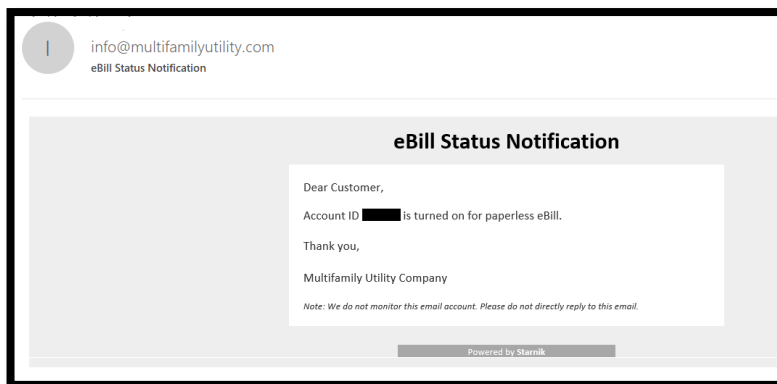 I
info@multifamilyutility.com
eBill Status Notification
eBill Status Notification
Dear Customer,
Account ID is turned on for paperless eBill.
Thank you,
Multifamily Utility Company
Note: We do not monitor this email account. Please do not directly reply to this email.
Powered by Starnik